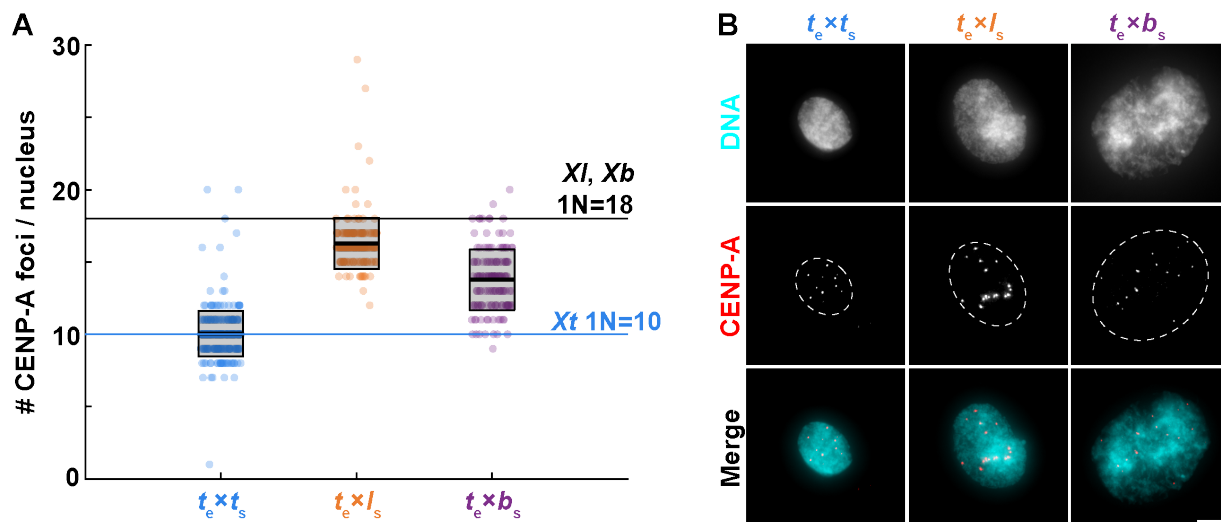 A
# CENP-A foci / nucleus
30
20
10
0
Xl, Xb
1N=18
Xt 1N=10
te×ts
te×ls
te×bs
B
te×ts
te×ls
te×bs
DNA
CENP-A
Merge